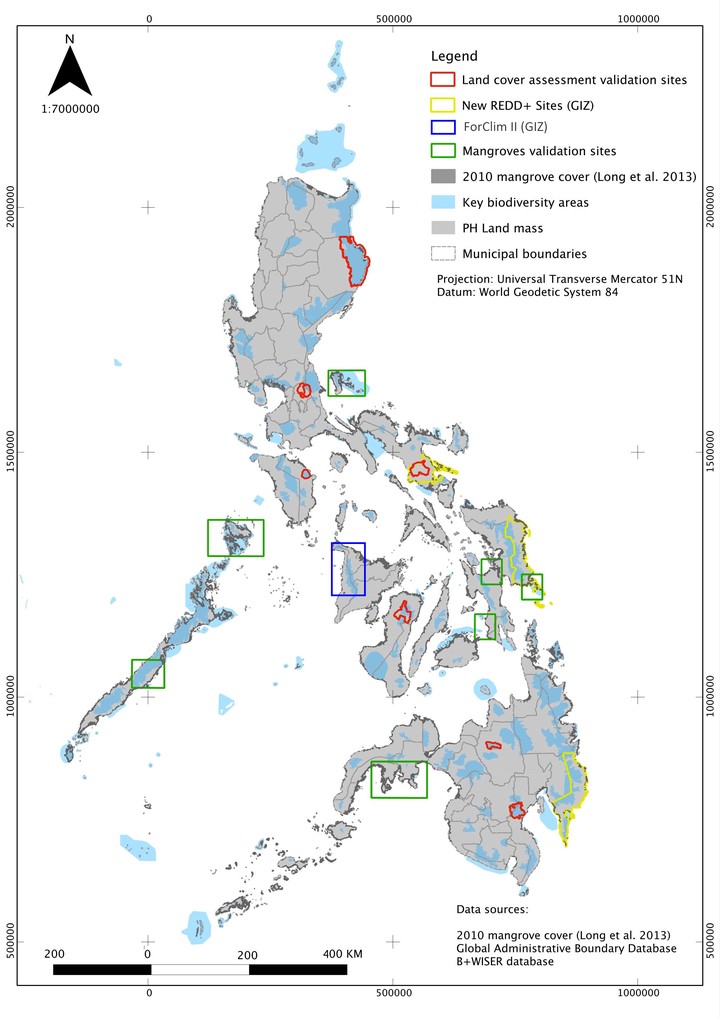 0
500000
1000000
N
1:7000000
Legend
Land cover assessment validation sites
New REDD+ Sites (GIZ)
ForClim II (GIZ)
Mangroves validation sites
2010 mangrove cover (Long et al. 2013)
Key biodiversity areas
PH Land mass
Municipal boundaries
Projection: Universal Transverse Mercator 51N
Datum: World Geodetic System 84
2000000
2000000
1500000
1500000
1000000
1000000
500000
500000
Data sources:
2010 mangrove cover (Long et al. 2013)
Global Administrative Boundary Database
B+WISER database
200
0
200
400 KM
0
500000
1000000